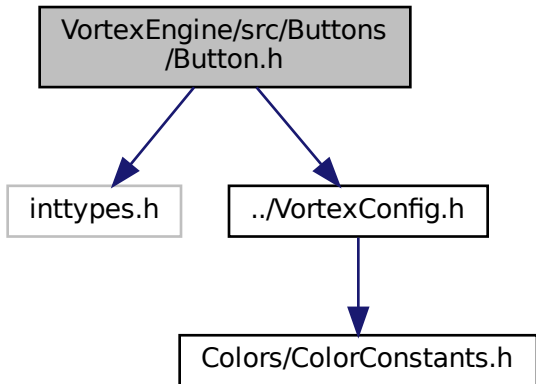 VortexEngine/src/Buttons
/Button.h
inttypes.h
../VortexConfig.h
Colors/ColorConstants.h